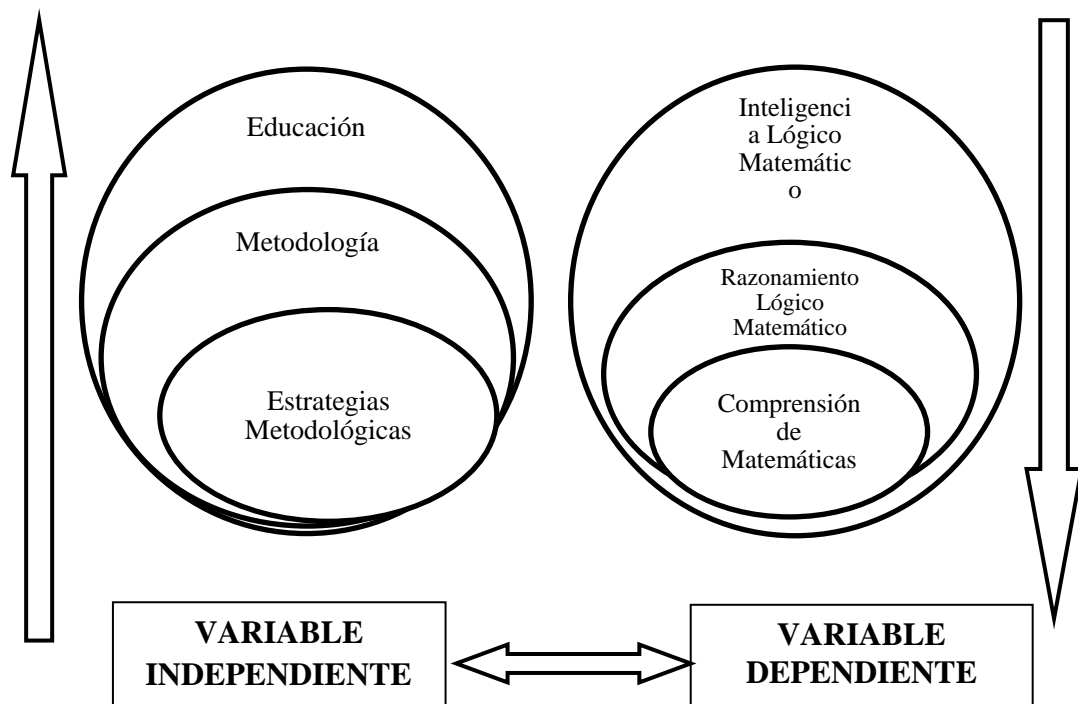 Educación
Metodología
Estrategias
Metodológicas
Inteligenci
a Lógico
Matemátic
o
Razonamiento
Lógico
Matemático
Comprensión
de
Matemáticas
VARIABLE
INDEPENDIENTE
VARIABLE
DEPENDIENTE